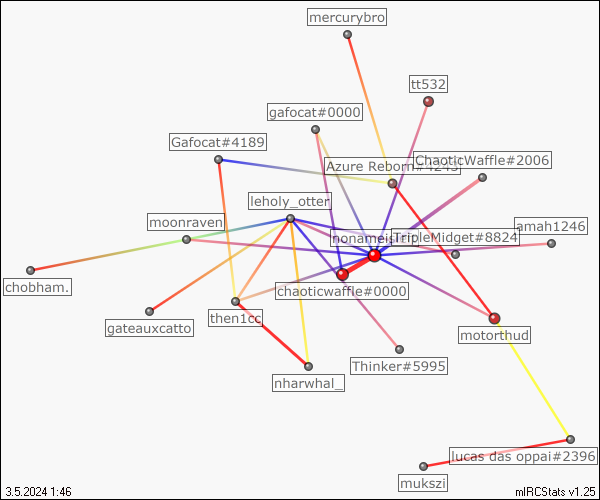 mercurybro
tt532
gafocat#0000
Gafocat#4189
Azure Reborn#4243
ChaoticWaffle#2006
leholy_otter
moonraven
amah1246
TripleMidget#8824
chobham.
chaoticwaffle#0000
gateauxcatto
then1cc
motorthud
Thinker#5995
nharwhal_
lucas das oppai#2396
mukszi
3.5.2024 1:46
mIRCStats v1.25